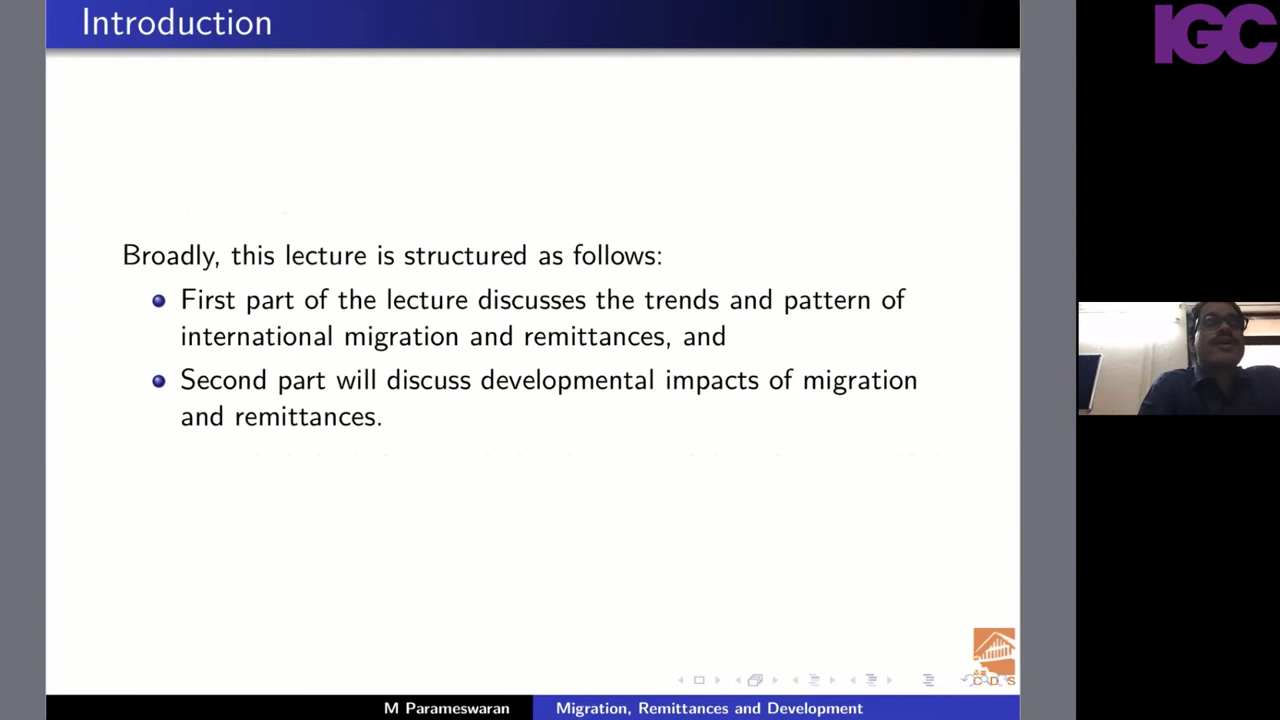 Introduction
IGC
Broadly, this lecture is structured as follows:
First part of the lecture discusses the trends and pattern of
international migration and remittances, and
Second part will discuss developmental impacts of migration
and remittances.
C D S
M Parameswaran
Migration, Remittances and Development